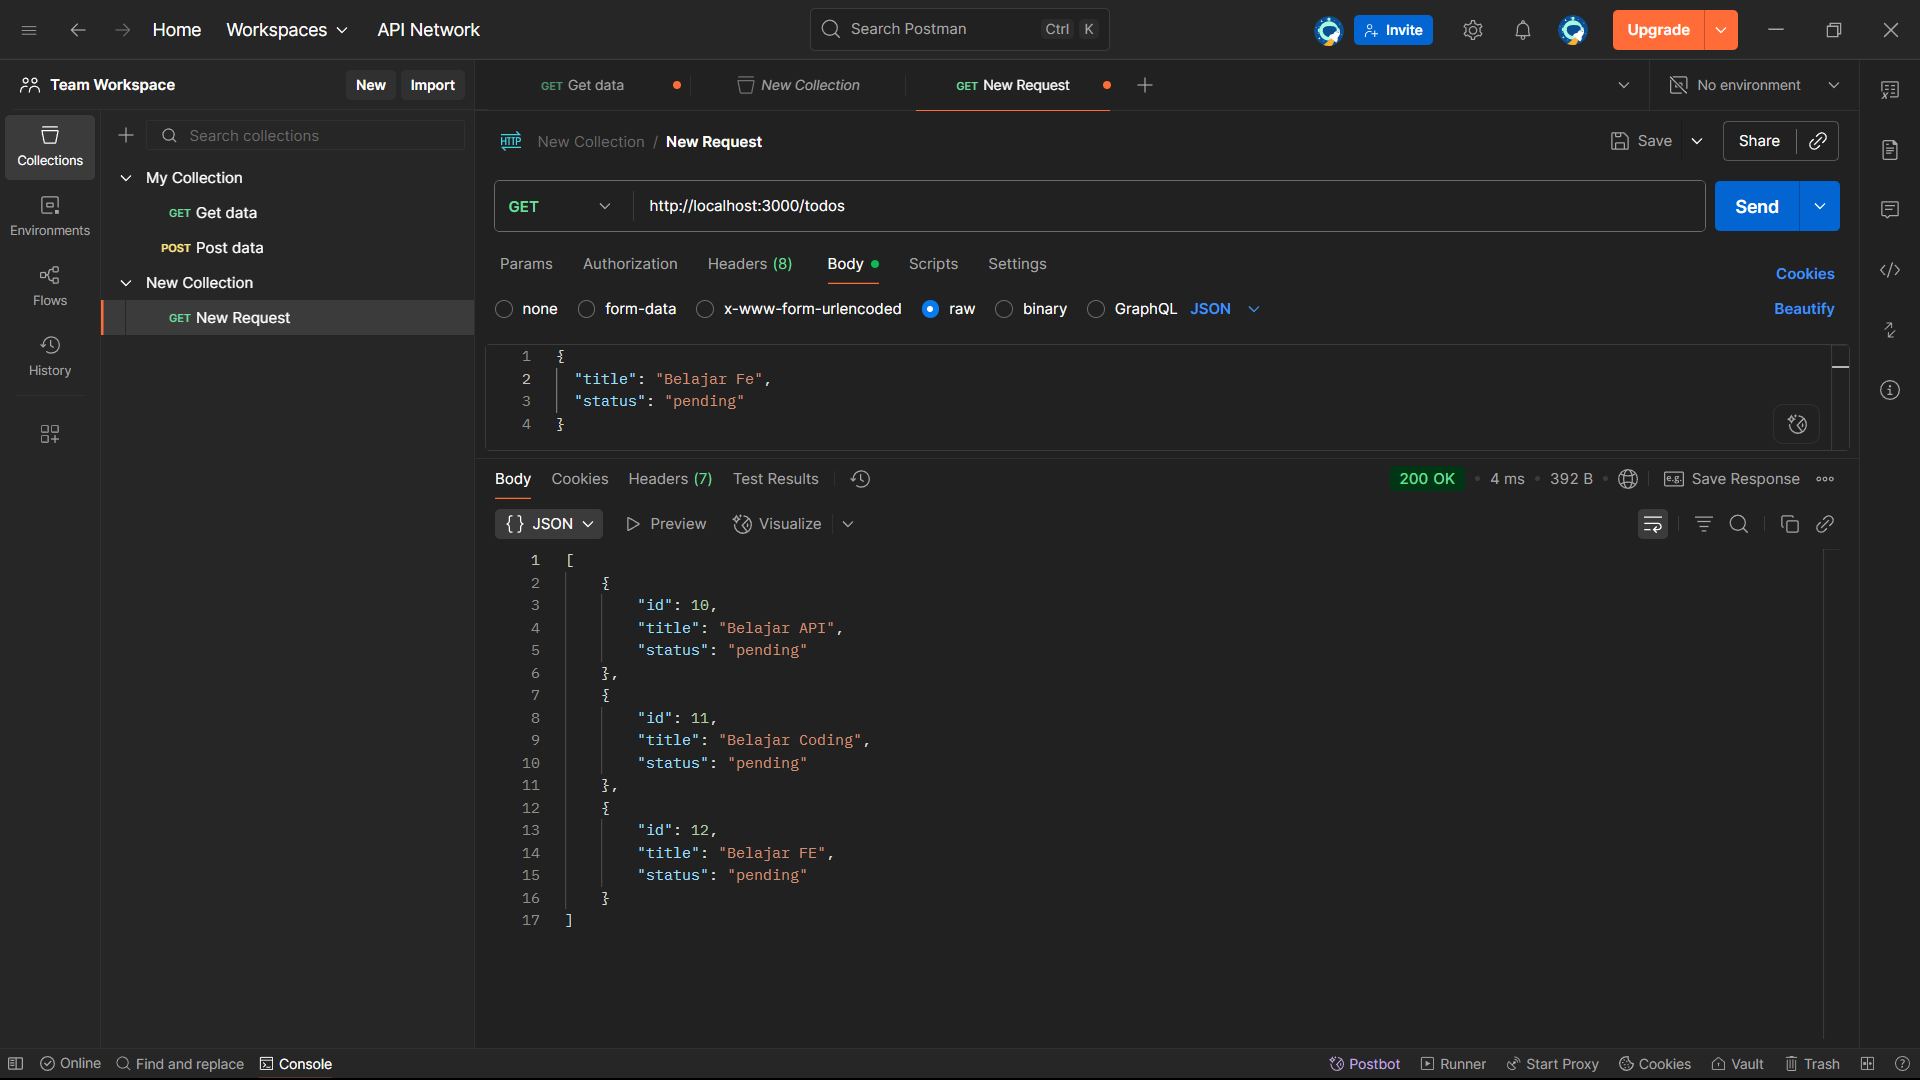 Home Workspaces API Network Search Postman Ctrl K Invite Upgrade
Team Workspace New Import GET Get data New Collection GET New Request No environment
Collections
Environments
Flows
History
Search collections
My Collection
GET Get data
POST Post data
New Collection
GET New Request
HTTP New Collection / New Request Save Share
GET http://localhost:3000/todos Send
Params Authorization Headers (8) Body Scripts Settings Cookies
none form-data x-www-form-urlencoded raw binary GraphQL JSON Beautify
1 {
2 "title": "Belajar Fe",
3 "status": "pending"
4 }
Body Cookies Headers (7) Test Results 200 OK • 4 ms • 392 B • e.g. Save Response
{} JSON Preview Visualize
1 [
2 {
3 "id": 10,
4 "title": "Belajar API",
5 "status": "pending"
6 },
7 {
8 "id": 11,
9 "title": "Belajar Coding",
10 "status": "pending"
11 },
12 {
13 "id": 12,
14 "title": "Belajar FE",
15 "status": "pending"
16 }
17 ]
Online Find and replace Console Postbot Runner Start Proxy Cookies Vault Trash